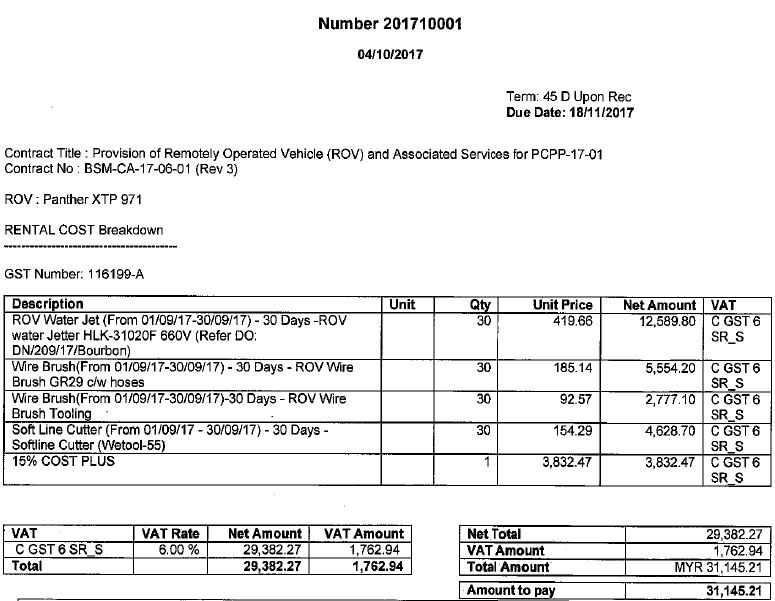 Number 201710001
04/10/2017
Term: 45 D Upon Rec
Due Date: 18/11/2017
Contract Title : Provision of Remotely Operated Vehicle (ROV) and Associated Services for PCPP-17-01
Contract No : BSM-CA-17-06-01 (Rev 3)
ROV : Panther XTP 971
RENTAL COST Breakdown
----------------------------------------
GST Number: 116199-A
Description Unit Qty Unit Price Net Amount VAT
ROV Water Jet (From 01/09/17-30/09/17) - 30 Days -ROV 30 419.66 12,589.80 C GST 6
water Jetter HLK-31020F 660V (Refer DO: SR_S
DN/209/17/Bourbon)
Wire Brush(From 01/09/17-30/09/17) - 30 Days - ROV Wire 30 185.14 5,554.20 C GST 6
Brush GR29 c/w hoses SR_S
Wire Brush(From 01/09/17-30/09/17)-30 Days - ROV Wire 30 92.57 2,777.10 C GST 6
Brush Tooling SR_S
Soft Line Cutter (From 01/09/17 - 30/09/17) - 30 Days - 30 154.29 4,628.70 C GST 6
Softline Cutter (Wetool-55) SR_S
15% COST PLUS 1 3,832.47 3,832.47 C GST 6
SR_S
VAT VAT Rate Net Amount VAT Amount
C GST 6 SR_S 6.00 % 29,382.27 1,762.94
Total 29,382.27 1,762.94
Net Total 29,382.27
VAT Amount 1,762.94
Total Amount MYR 31,145.21
Amount to pay 31,145.21